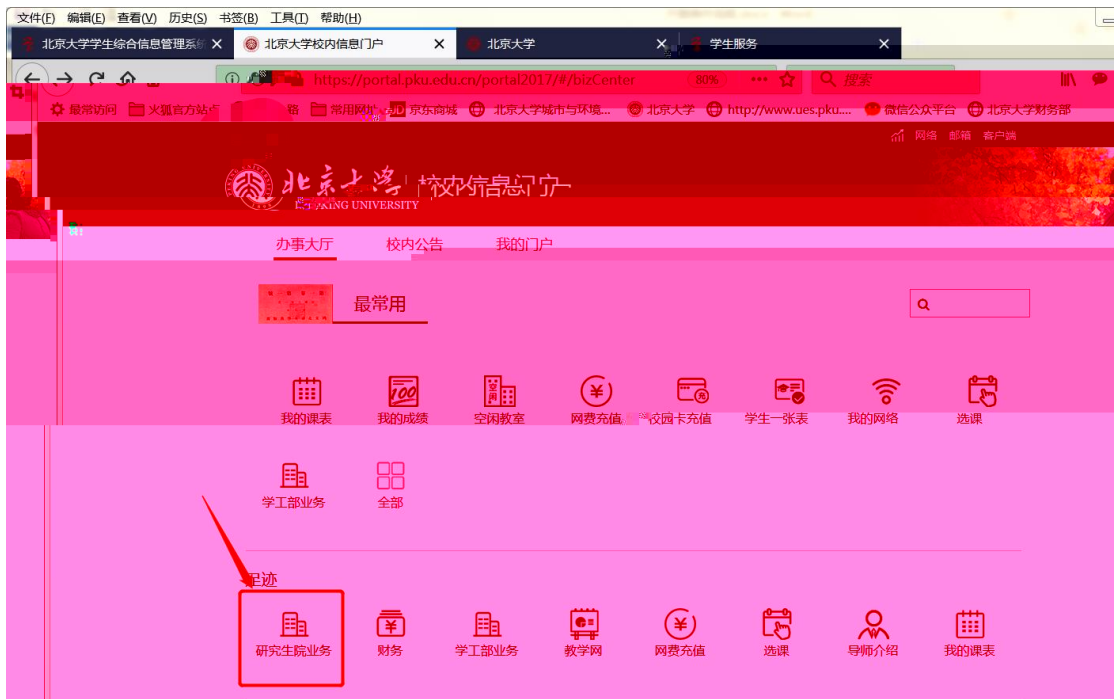 文件(F) 编辑(E) 查看(V) 历史(S) 书签(B) 工具(T) 帮助(H)
北京大学学生综合信息管理系统 北京大学校内信息门户 北京大学 学生服务
https://portal.pku.edu.cn/portal2017/#/bizCenter 80% 搜索
最常访问 火狐官方站点 常用网址 JD 京东商城 北京大学城市与环境... 北京大学 http://www.ues.pku.... 微信公众平台 北京大学财务部
网络 邮箱 客户端
北京大学 校内信息门户
PEKING UNIVERSITY
办事大厅 校内公告 我的门户
最常用
我的课表 我的成绩 空闲教室 网费充值 校园卡充值 学生一张表 我的网络 选课
学工部业务 全部
足迹
研究生院业务 财务 学工部业务 教学网 网费充值 选课 导师介绍 我的课表